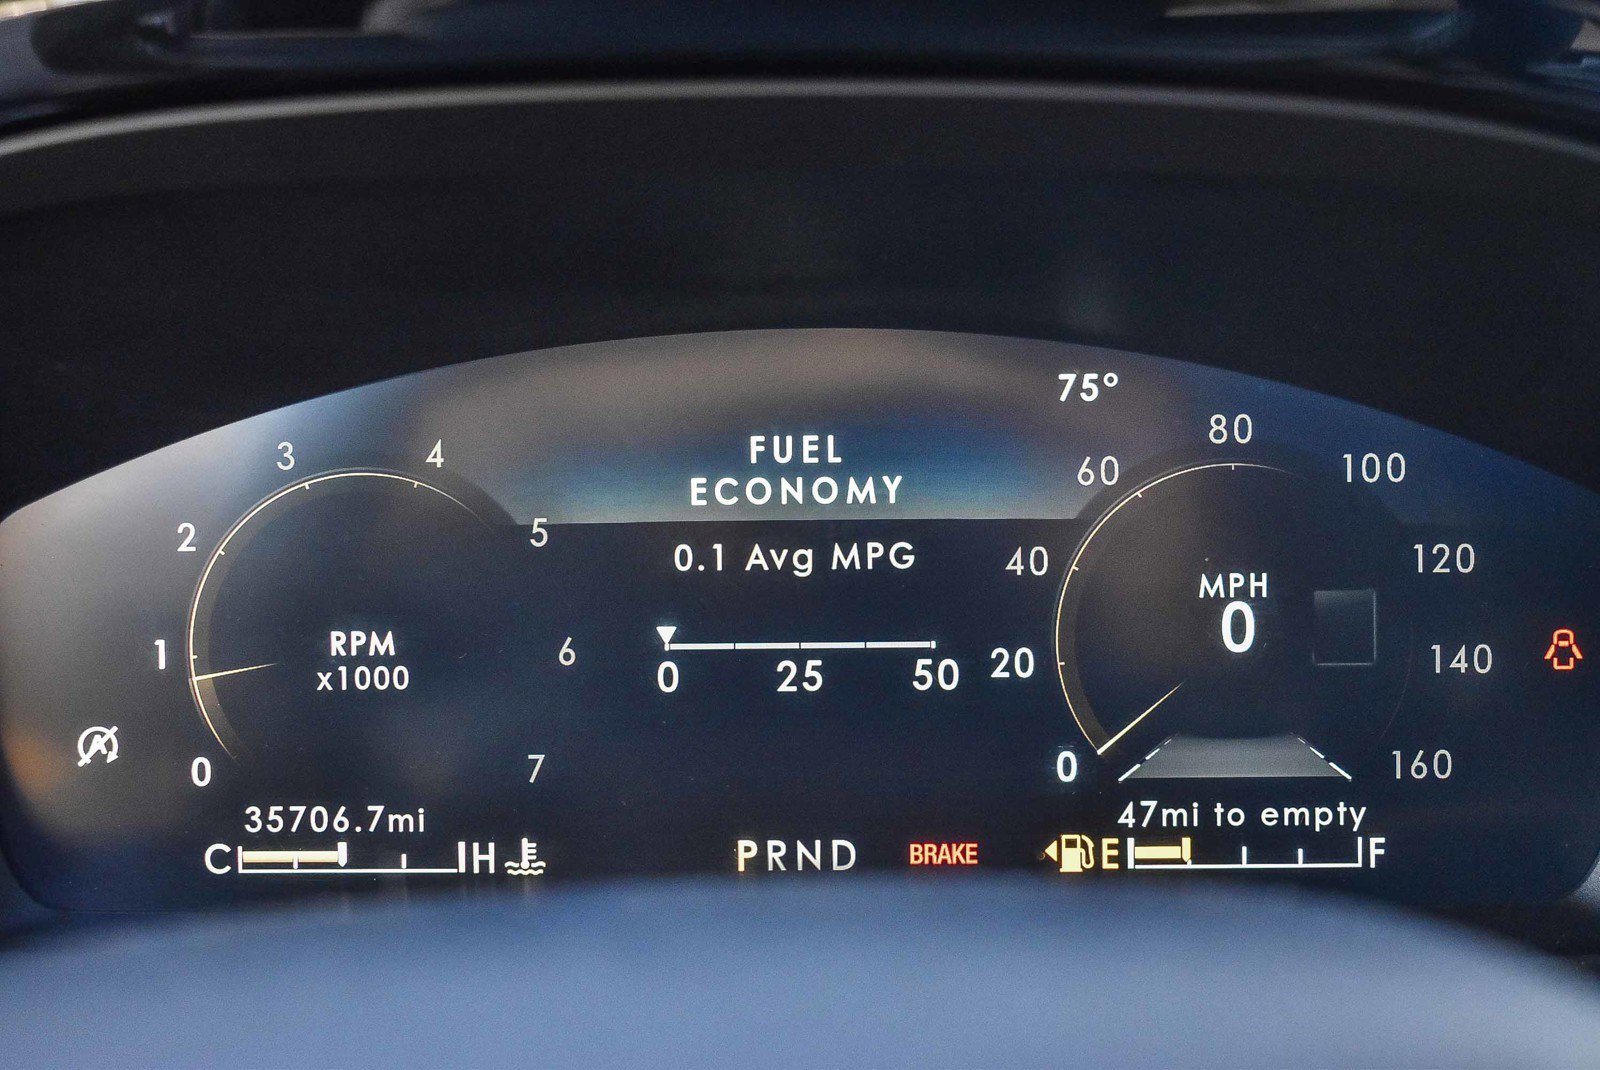 75°
FUEL
ECONOMY
0.1 Avg MPG
0 25 50
0 1 2 3 4 5 6 7
RPM
x1000
0 20 40 60 80 100 120 140 160
MPH
0
35706.7mi
C H
PRND
BRAKE
47mi to empty
E F